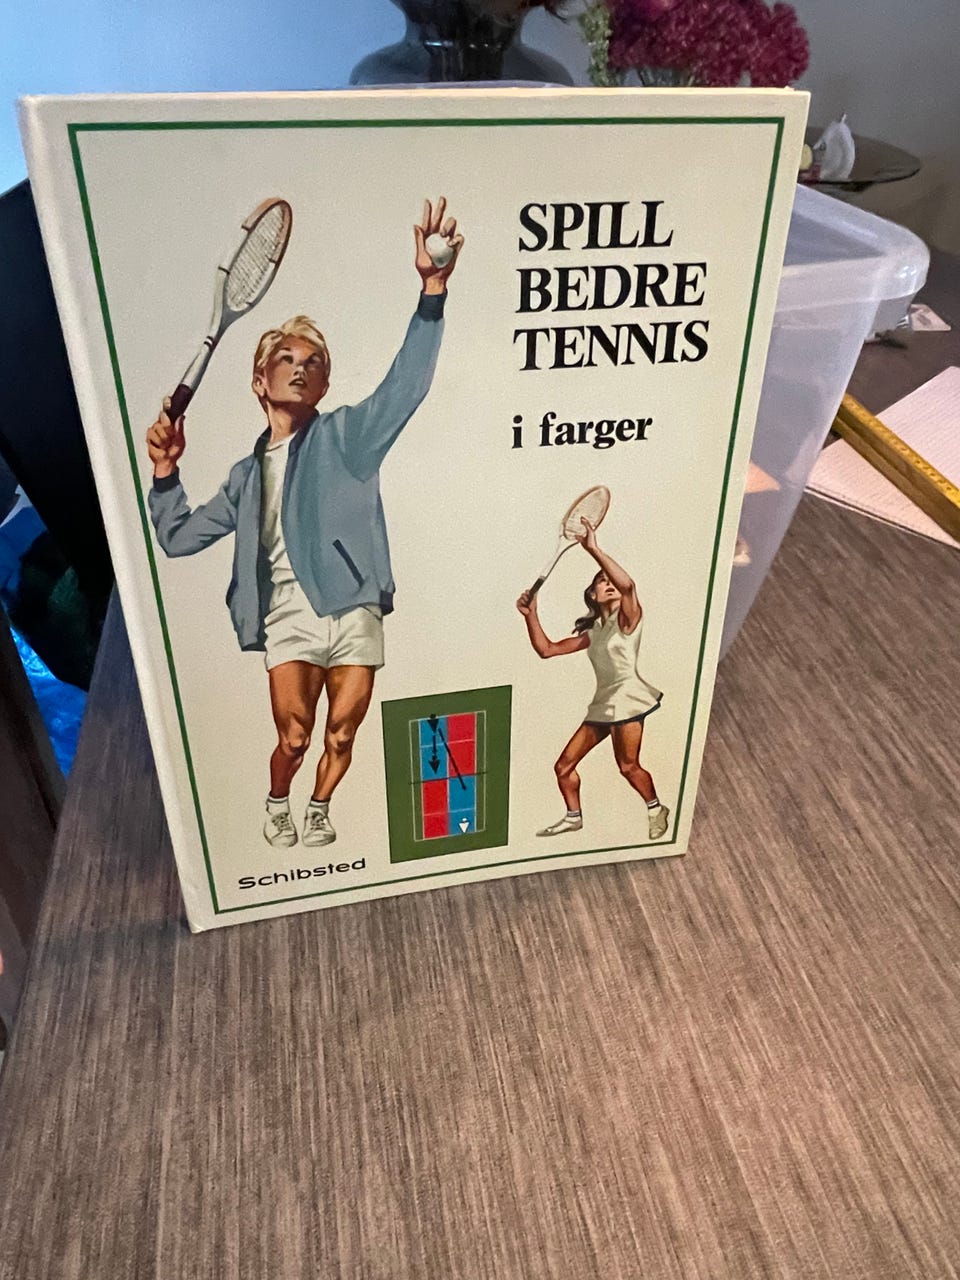 SPILL
BEDRE
TENNIS
i farger
Schibsted